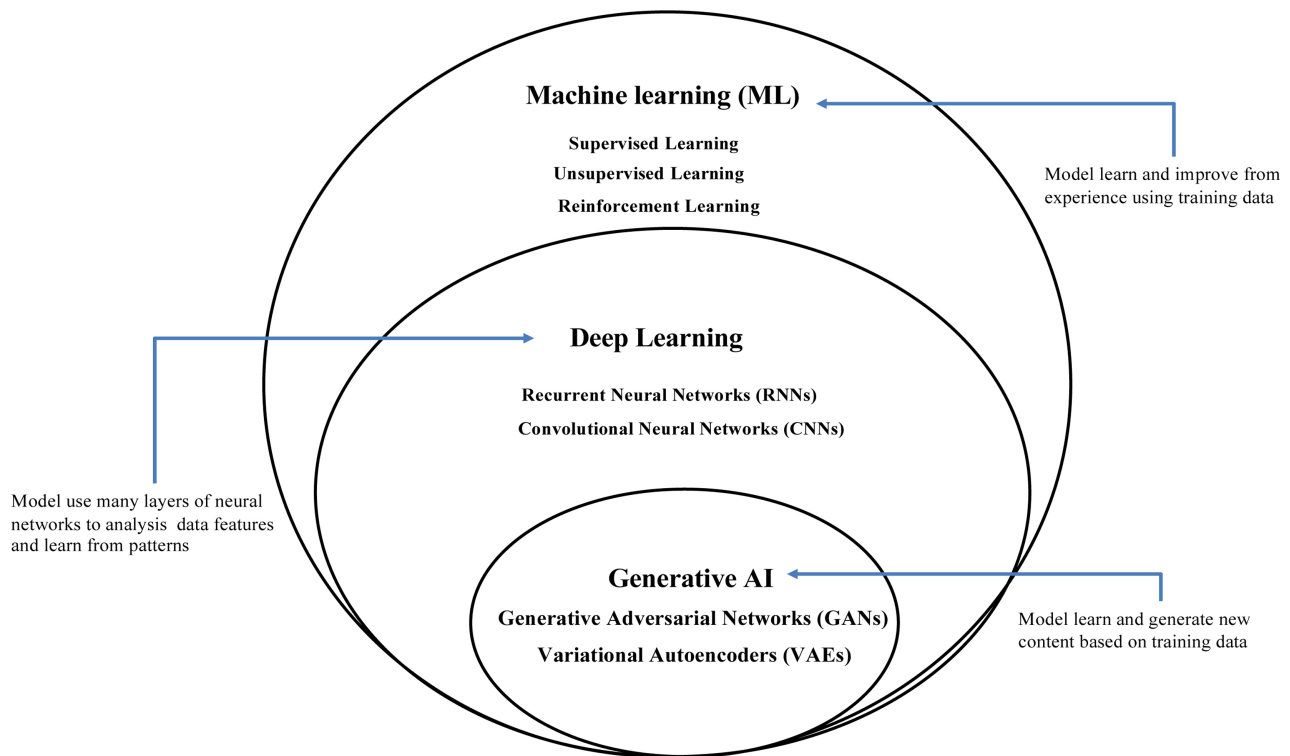 Machine learning (ML)
Supervised Learning
Unsupervised Learning
Reinforcement Learning
Model learn and improve from
experience using training data
Deep Learning
Recurrent Neural Networks (RNNs)
Convolutional Neural Networks (CNNs)
Model use many layers of neural
networks to analysis data features
and learn from patterns
Generative AI
Generative Adversarial Networks (GANs)
Variational Autoencoders (VAEs)
Model learn and generate new
content based on training data